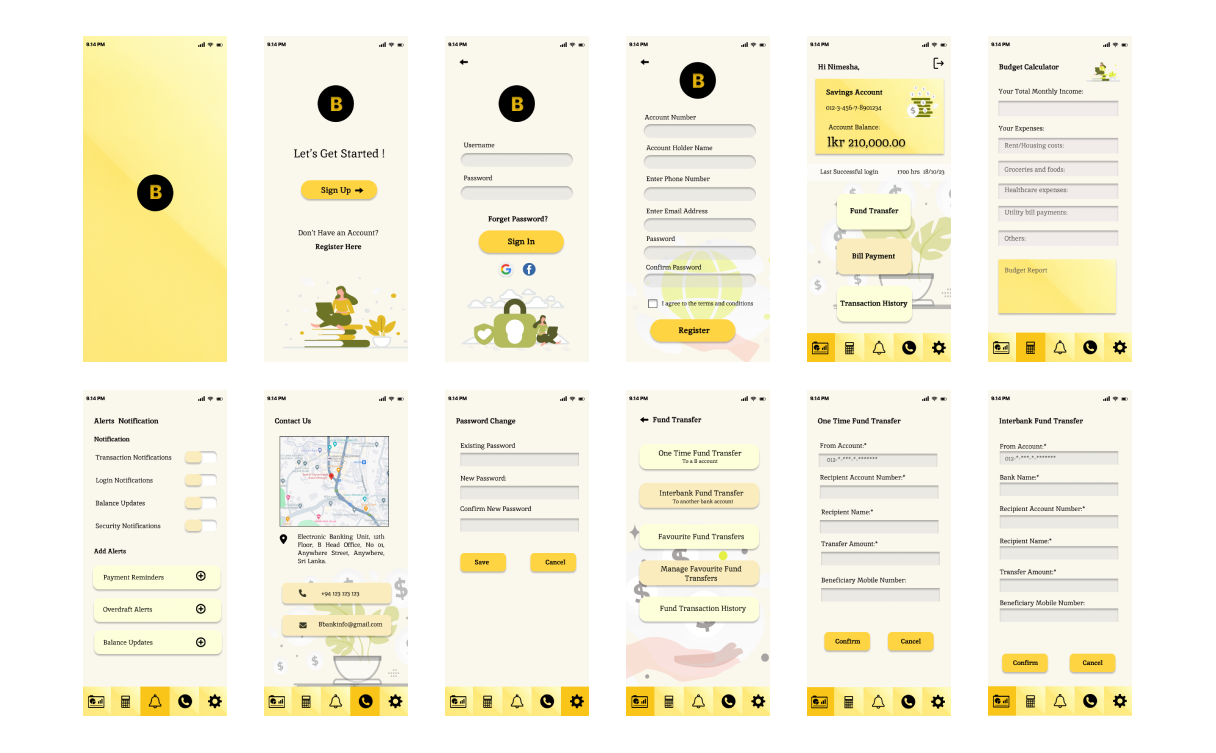 9:14 PM
B
9:14 PM
B
Let's Get Started !
Sign Up
Don't Have an Account?
Register Here
9:14 PM
Username
Password
Forget Password?
Sign In
G f
9:14 PM
B
Account Number
Account Holder Name
Enter Phone Number
Enter Email Address
Password
Confirm Password
I agree to the terms and conditions
Register
9:14 PM
Hi Nimesha,
Savings Account
012-3-456-7-8901234
Account Balance:
lkr 210,000.00
Last Successful login 1700 hrs 18/10/23
Fund Transfer
Bill Payment
Transaction History
9:14 PM
Budget Calculator
Your Total Monthly Income:
Your Expenses:
Rent/Housing costs:
Groceries and foods:
Healthcare expenses:
Utility bill payments:
Others:
Budget Report
9:14 PM
Alerts Notification
Notification
Transaction Notifications
Login Notifications
Balance Updates
Security Notifications
Add Alerts
Payment Reminders
Overdraft Alerts
Balance Updates
9:14 PM
Contact Us
Electronic Banking Unit, 12th
Floor, B Head Office, No 01,
Anywhere Street, Anywhere,
Sri Lanka.
+94 123 123 123
Bbankinfo@gmail.com
9:14 PM
Password Change
Existing Password
New Password:
Confirm New Password
Save Cancel
9:14 PM
Fund Transfer
One Time Fund Transfer
To a B account
Interbank Fund Transfer
To another bank account
Favourite Fund Transfers
Manage Favourite Fund
Transfers
Fund Transaction History
9:14 PM
One Time Fund Transfer
From Account:*
012-*-***-*-*******
Recipient Account Number:*
Recipient Name:*
Transfer Amount:*
Beneficiary Mobile Number:
Confirm Cancel
9:14 PM
Interbank Fund Transfer
From Account:*
012-*-***-*-*******
Bank Name:*
Recipient Account Number:*
Recipient Name:*
Transfer Amount:*
Beneficiary Mobile Number:
Confirm Cancel